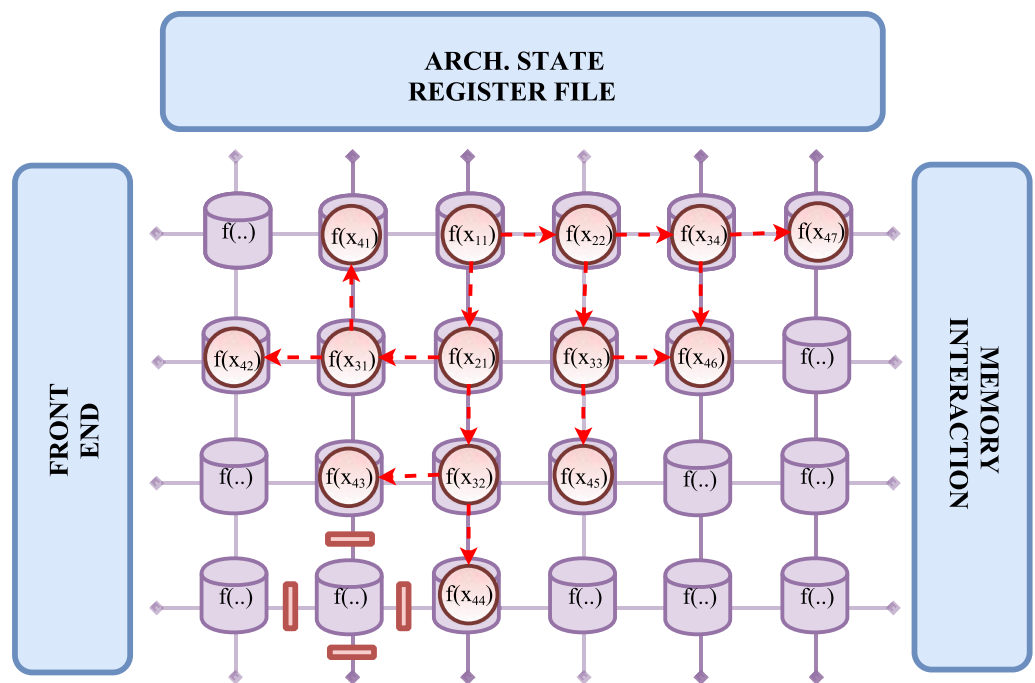 ARCH. STATE
REGISTER FILE
FRONT
END
MEMORY
INTERACTION
f(..) f(x₄₁) f(x₁₁) f(x₂₂) f(x₃₄) f(x₄₇)
f(x₄₂) f(x₃₁) f(x₂₁) f(x₃₃) f(x₄₆) f(..)
f(..) f(x₄₃) f(x₃₂) f(x₄₅) f(..) f(..)
f(..) f(..) f(x₄₄) f(..) f(..) f(..)